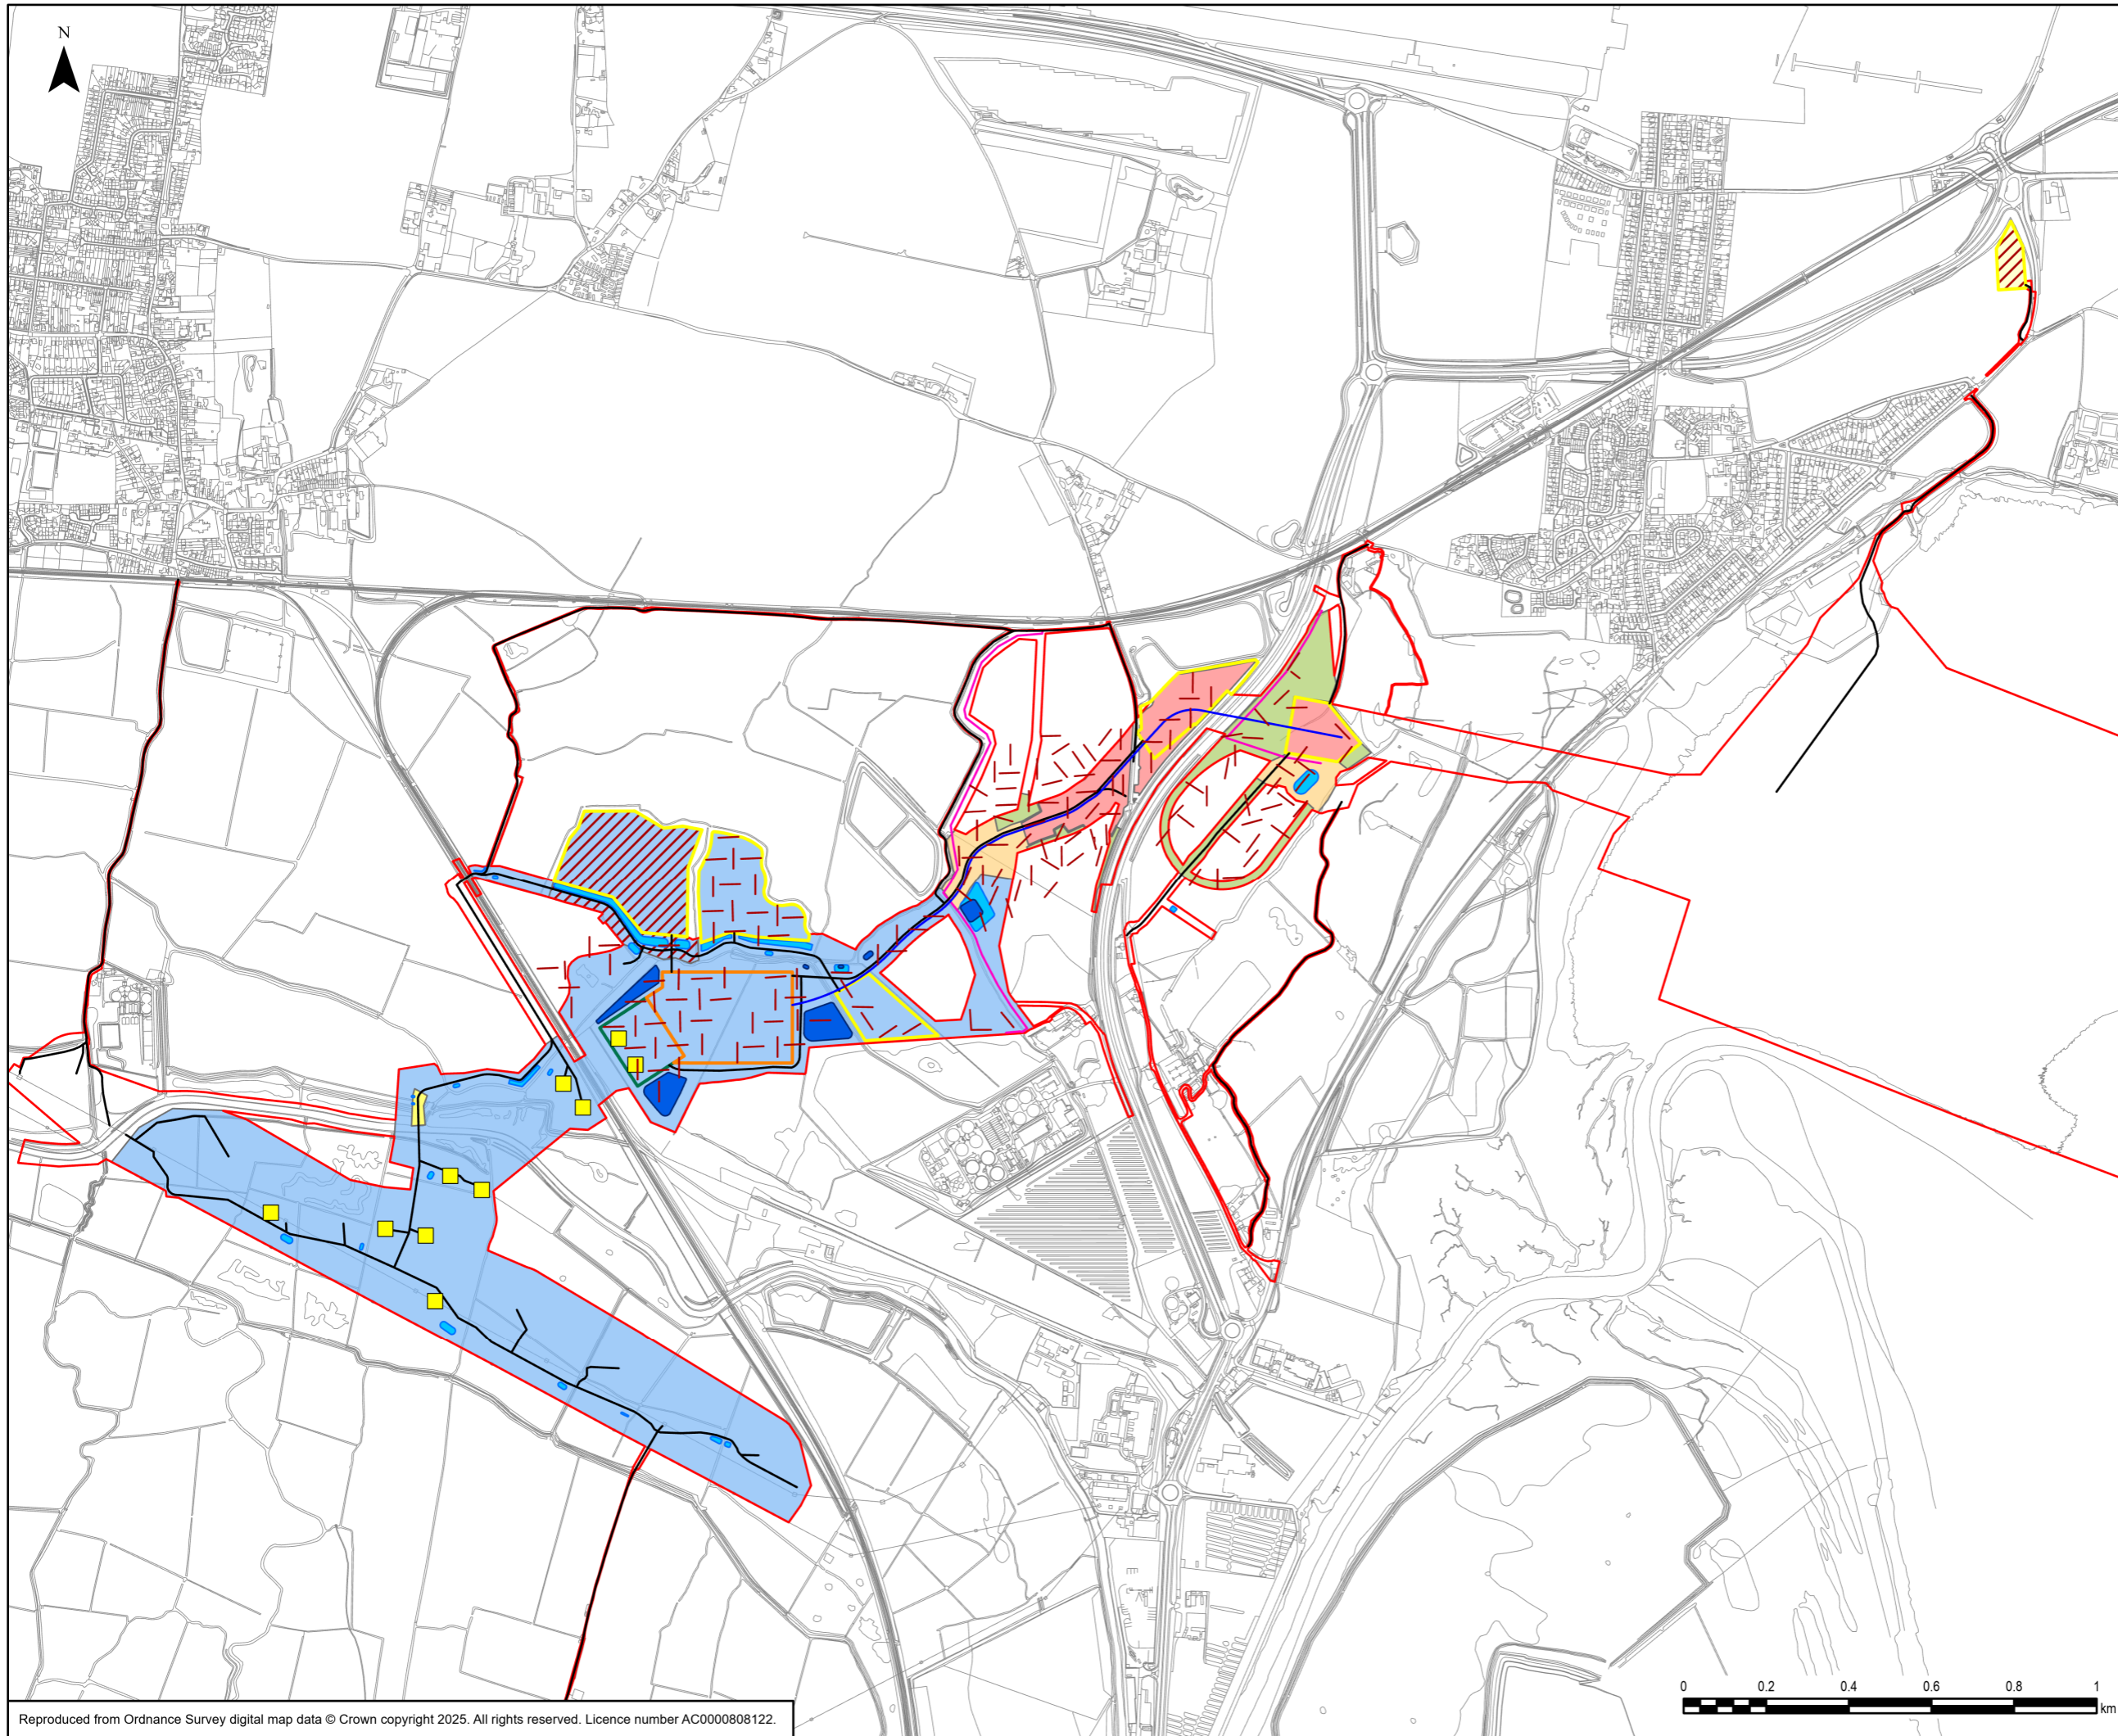 N
0 0.2 0.4 0.6 0.8 1
km
Reproduced from Ordnance Survey digital map data © Crown copyright 2025. All rights reserved. Licence number AC0000808122.